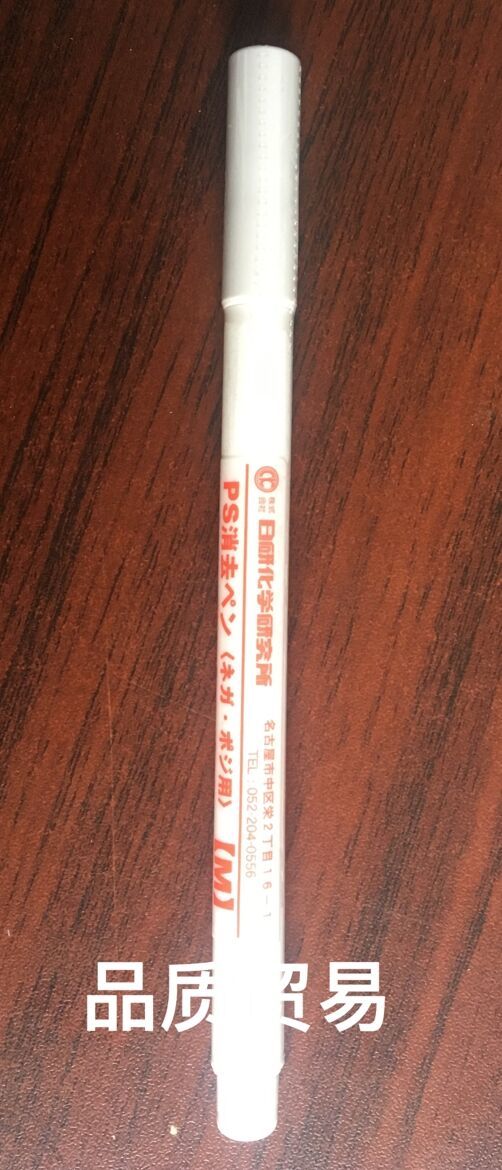 株式
会社
日研化学研究所
名古屋市中区栄2丁目16-1
TEL:052-204-0556
PS消去ペン(ネガ・ポジ用)【M】
品质贸易